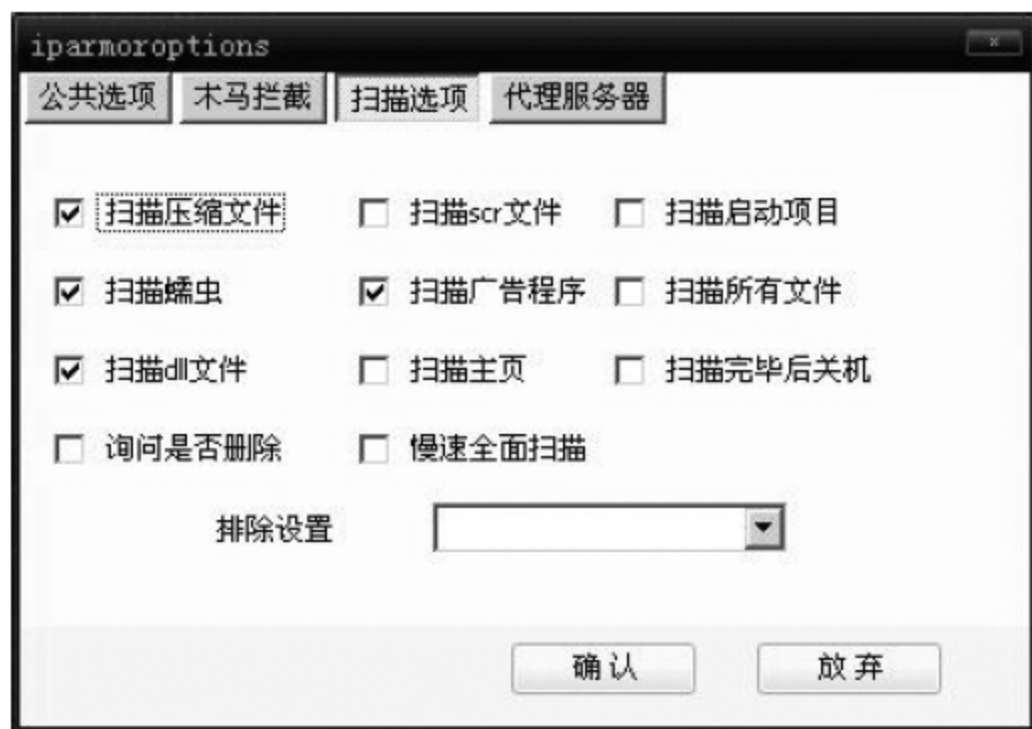 iparmoroptions
公共选项 木马拦截 扫描选项 代理服务器
扫描压缩文件 扫描scr文件 扫描启动项目
扫描蠕虫 扫描广告程序 扫描所有文件
扫描dll文件 扫描主页 扫描完毕后关机
询问是否删除 慢速全面扫描
排除设置
确认 放弃